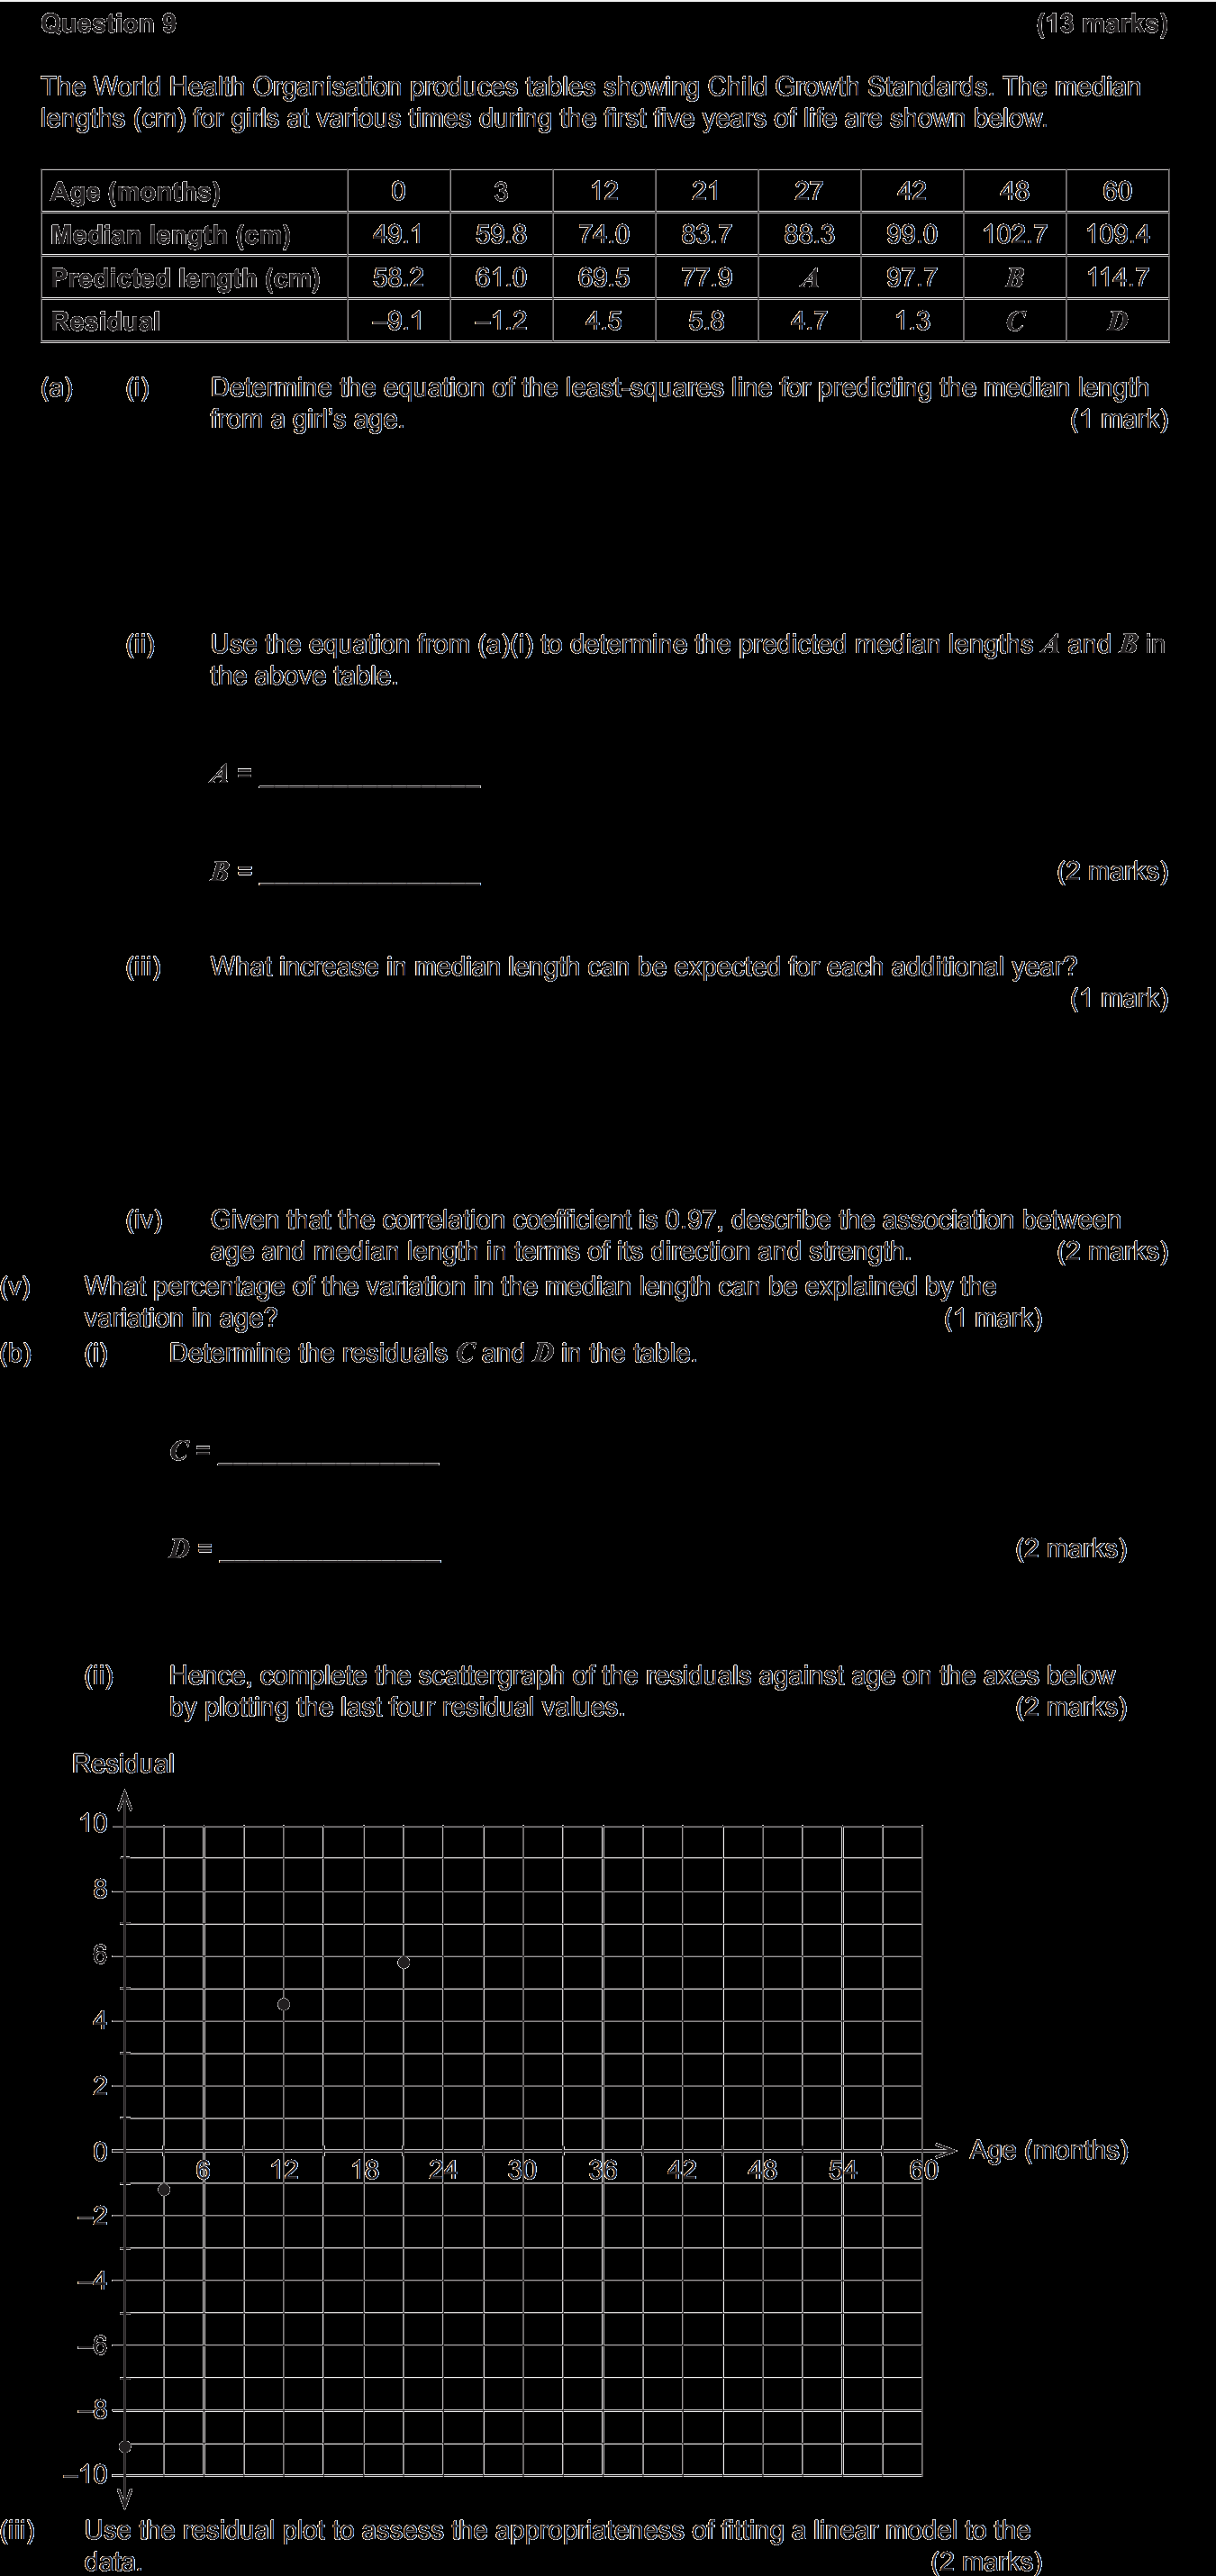 Question 9 (13 marks)
The World Health Organisation produces tables showing Child Growth Standards. The median
lengths (cm) for girls at various times during the first five years of life are shown below.
Age (months) 0 3 12 21 27 42 48 60
Median length (cm) 49.1 59.8 74.0 83.7 88.3 99.0 102.7 109.4
Predicted length (cm) 58.2 61.0 69.5 77.9 A 97.7 B 114.7
Residual –9.1 –1.2 4.5 5.8 4.7 1.3 C D
(a) (i) Determine the equation of the least-squares line for predicting the median length
from a girl's age. (1 mark)
(ii) Use the equation from (a)(i) to determine the predicted median lengths A and B in
the above table.
A = ________________
B = ________________ (2 marks)
(iii) What increase in median length can be expected for each additional year?
(1 mark)
(iv) Given that the correlation coefficient is 0.97, describe the association between
age and median length in terms of its direction and strength. (2 marks)
(v) What percentage of the variation in the median length can be explained by the
variation in age? (1 mark)
(b) (i) Determine the residuals C and D in the table.
C = ________________
D = ________________ (2 marks)
(ii) Hence, complete the scattergraph of the residuals against age on the axes below
by plotting the last four residual values. (2 marks)
Residual
10
8
6
4
2
0 Age (months)
6 12 18 24 30 36 42 48 54 60
–2
–4
–6
–8
–10
(iii) Use the residual plot to assess the appropriateness of fitting a linear model to the
data. (2 marks)